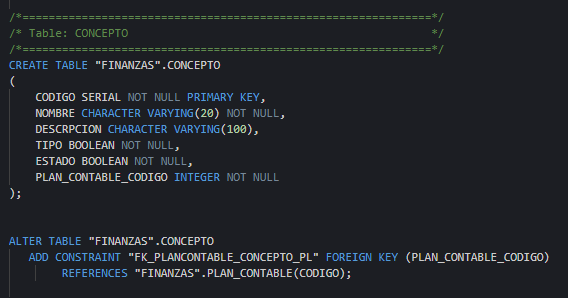 /*==============================================================*/
/* Table: CONCEPTO                                              */
/*==============================================================*/
CREATE TABLE "FINANZAS".CONCEPTO
(
    CODIGO SERIAL NOT NULL PRIMARY KEY,
    NOMBRE CHARACTER VARYING(20) NOT NULL,
    DESCRPCION CHARACTER VARYING(100),
    TIPO BOOLEAN NOT NULL,
    ESTADO BOOLEAN NOT NULL,
    PLAN_CONTABLE_CODIGO INTEGER NOT NULL
);
ALTER TABLE "FINANZAS".CONCEPTO
   ADD CONSTRAINT "FK_PLANCONTABLE_CONCEPTO_PL" FOREIGN KEY (PLAN_CONTABLE_CODIGO)
        REFERENCES "FINANZAS".PLAN_CONTABLE(CODIGO);